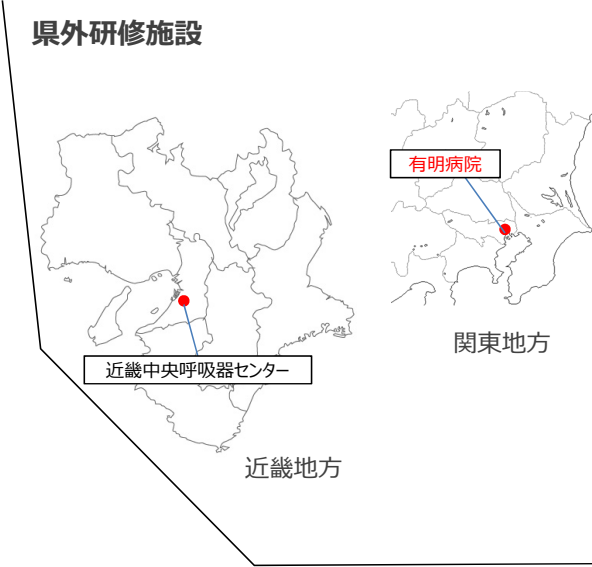 県外研修施設
有明病院
関東地方
近畿中央呼吸器センター
近畿地方